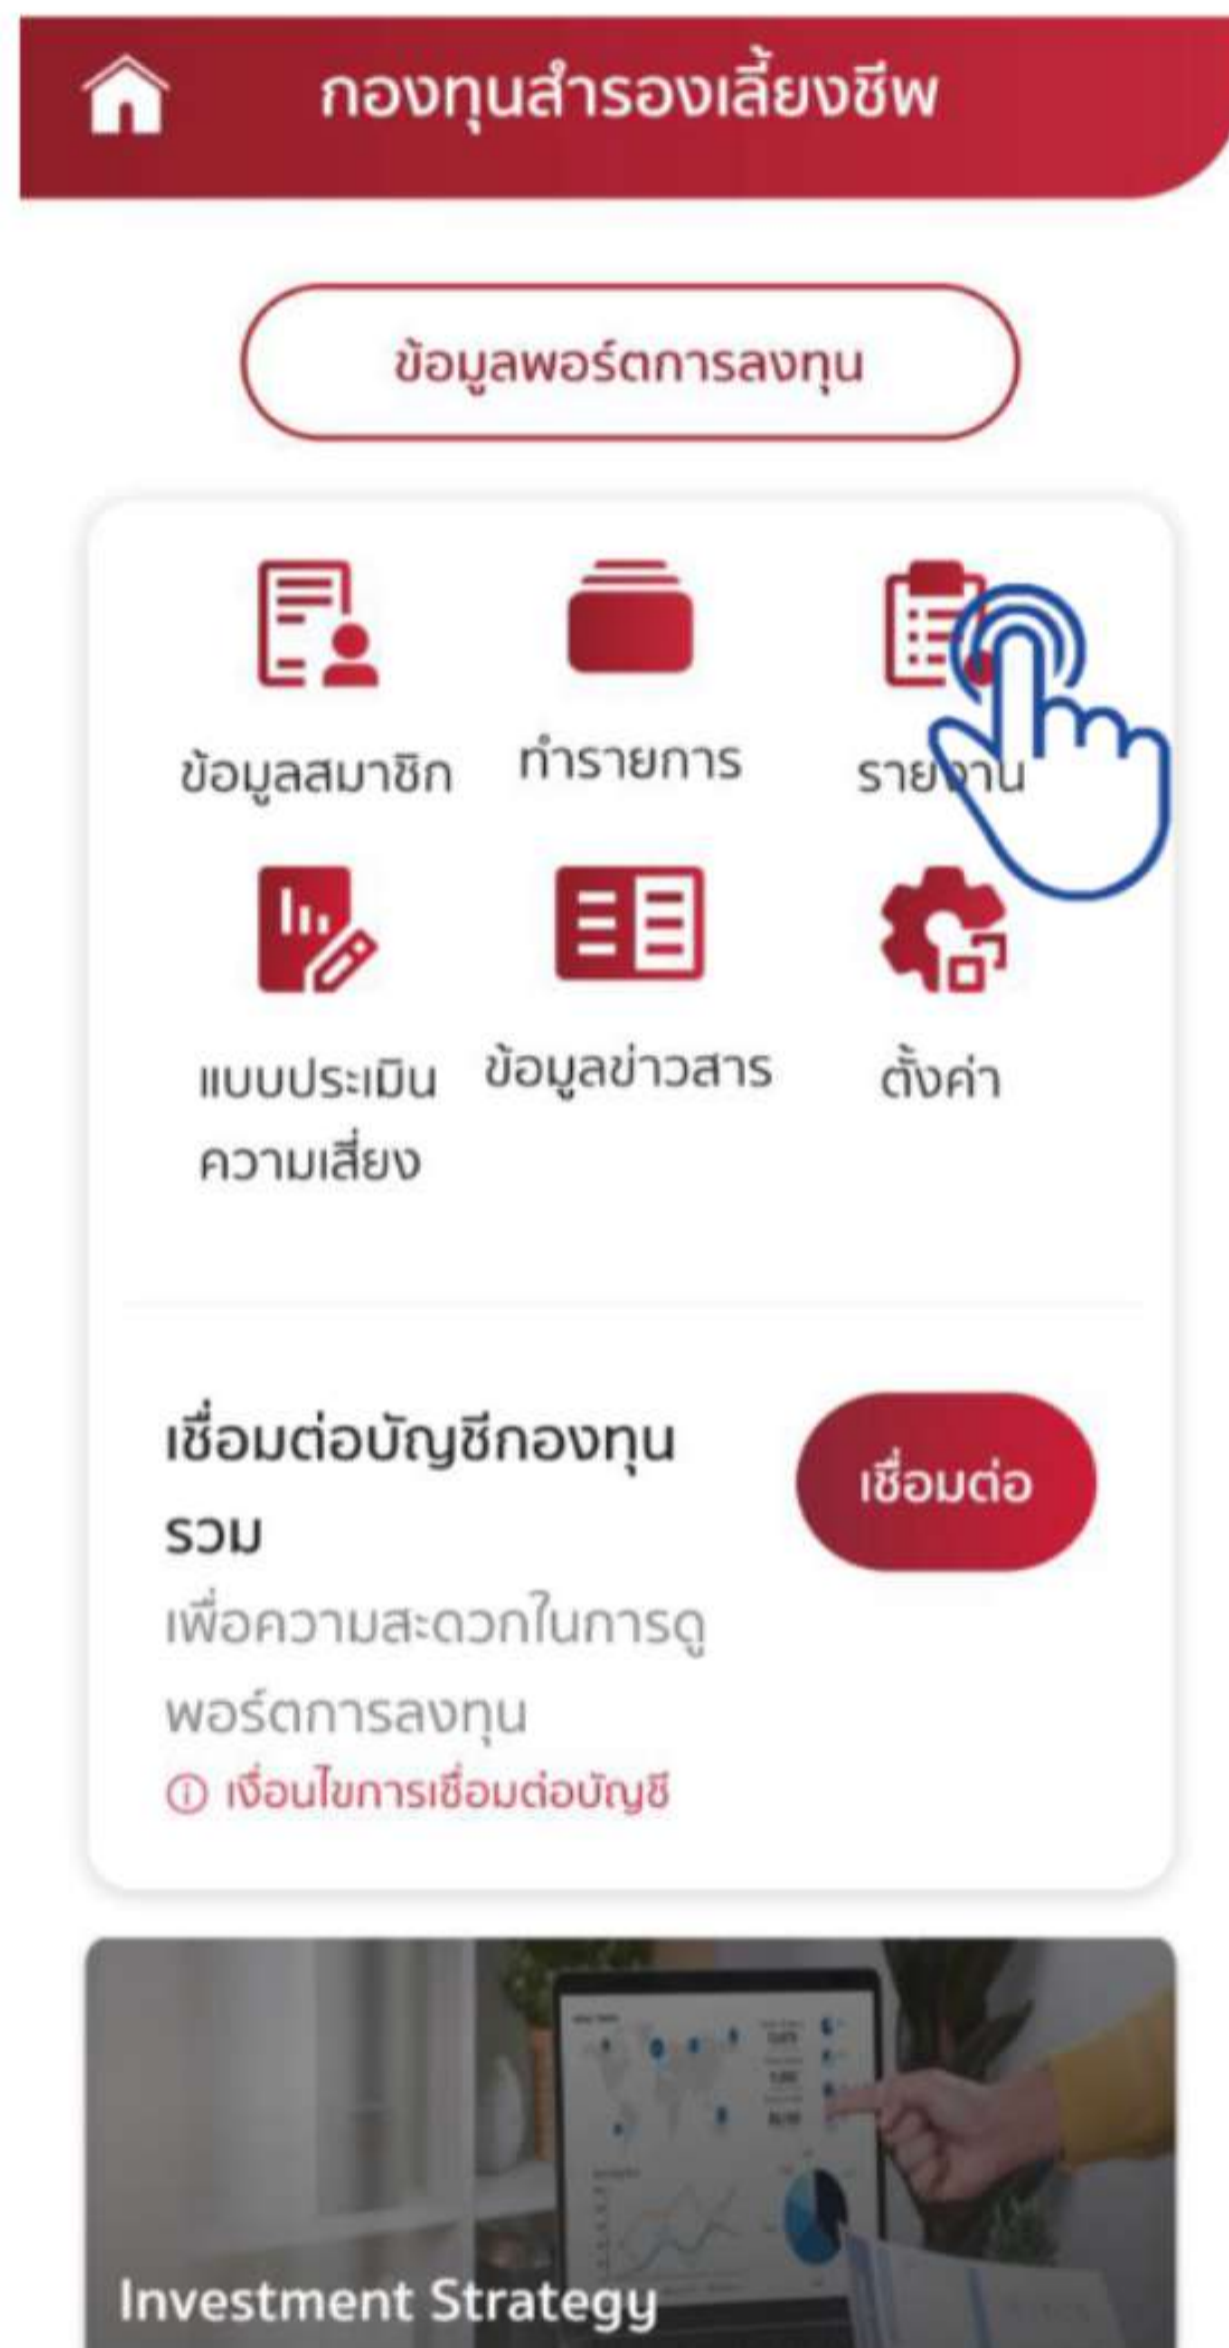 กองทุนสำรองเลี้ยงชีพ
ข้อมูลพอร์ตการลงทุน
ข้อมูลสมาชิก
ทำรายการ
รายงาน
แบบประเมิน
ความเสี่ยง
ข้อมูลข่าวสาร
ตั้งค่า
เชื่อมต่อบัญชีกองทุน
รวม
เชื่อมต่อ
เพื่อความสะดวกในการดู
พอร์ตการลงทุน
เงื่อนไขการเชื่อมต่อบัญชี
Investment Strategy